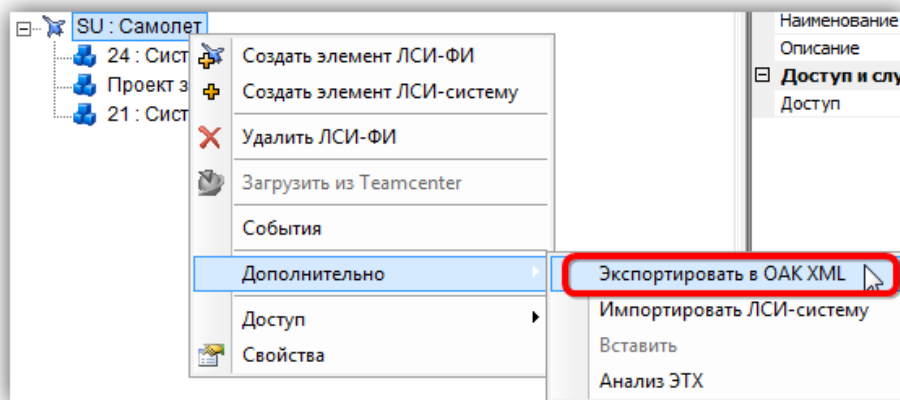 SU : Самолет
24 : Сист
Проект з
21 : Сист
Создать элемент ЛСИ-ФИ
Создать элемент ЛСИ-систему
Удалить ЛСИ-ФИ
Загрузить из Teamcenter
События
Дополнительно
Доступ
Свойства
Экспортировать в ОАК XML
Импортировать ЛСИ-систему
Вставить
Анализ ЭТХ
Наименование
Описание
Доступ и слу
Доступ